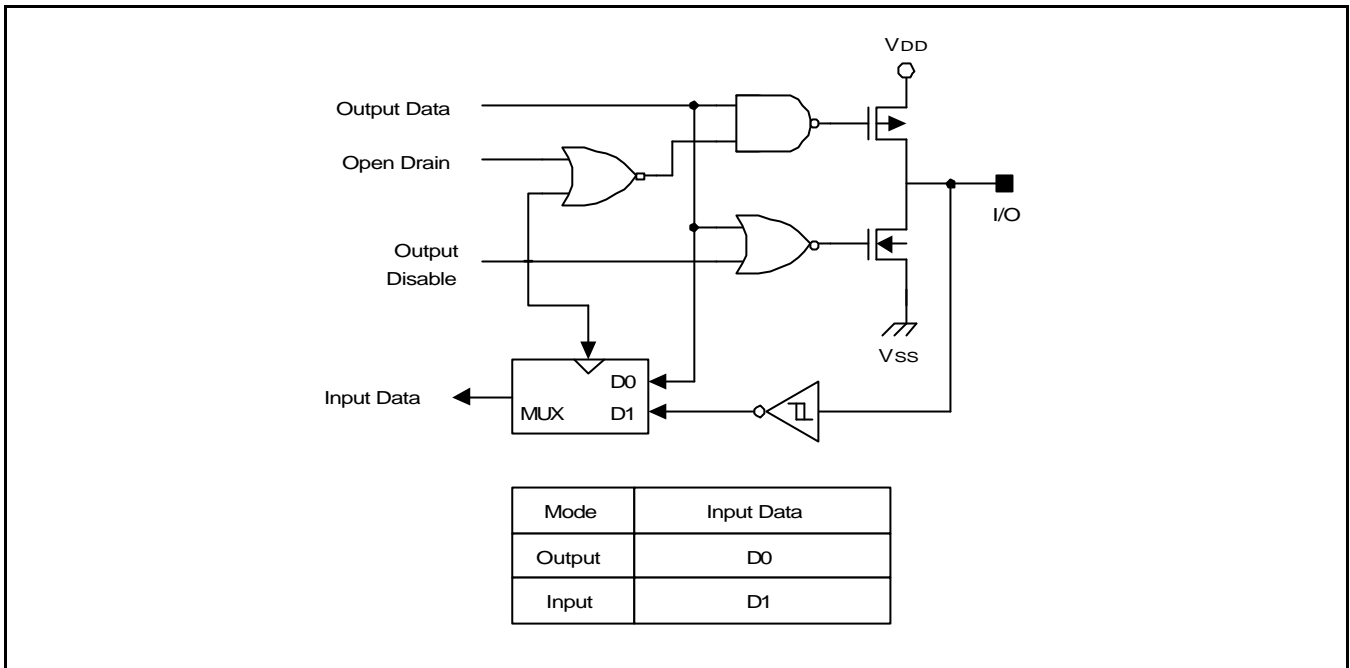 VDD
Output Data
Open Drain
I/O
Output
Disable
VSS
D0
Input Data
MUX D1
Mode Input Data
Output D0
Input D1